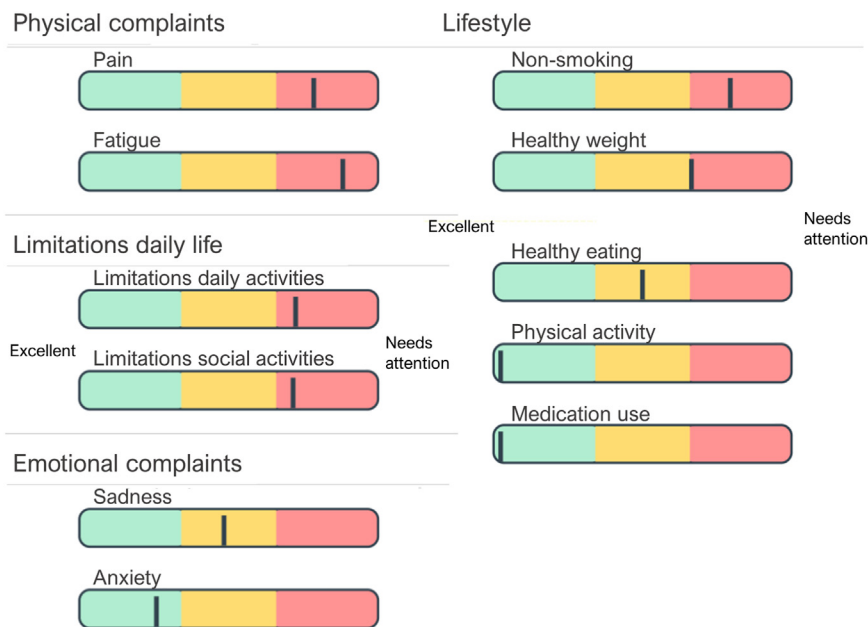 Physical complaints
Pain
Fatigue
Limitations daily life
Limitations daily activities
Excellent
Needs
attention
Limitations social activities
Emotional complaints
Sadness
Anxiety
Lifestyle
Non-smoking
Healthy weight
Excellent
Needs
attention
Healthy eating
Physical activity
Medication use